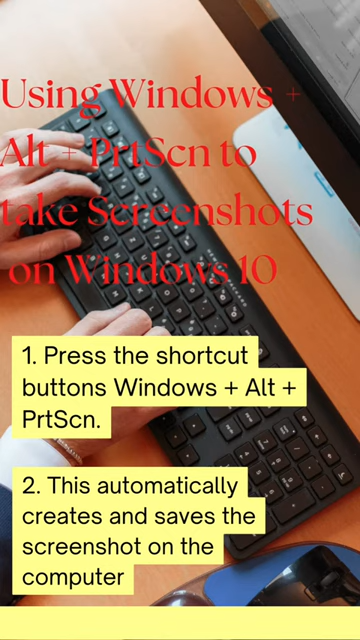 Using Windows +
Alt + PrtScn to
take Screenshots
on Windows 10
1. Press the shortcut
buttons Windows + Alt +
PrtScn.
2. This automatically
creates and saves the
screenshot on the
computer